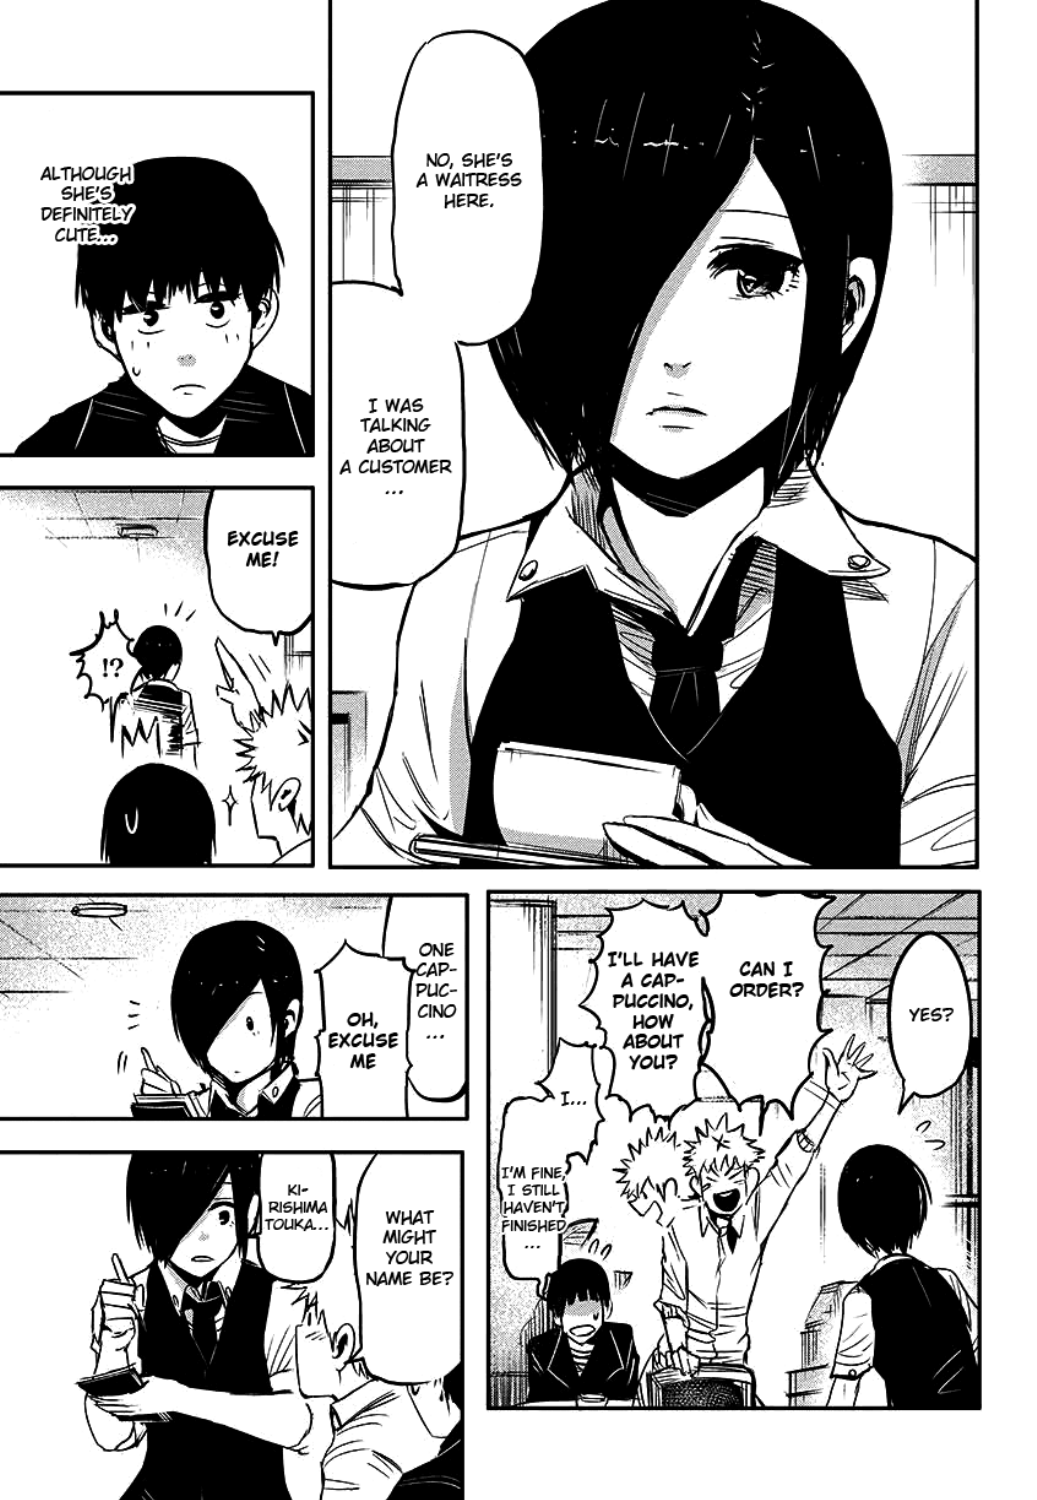 NO, SHE'S
A WAITRESS
HERE.
I WAS
TALKING
ABOUT
A CUSTOMER
...
ALTHOUGH
SHE'S
DEFINITELY
CUTE...
EXCUSE
ME!
!?
YES?
CAN I
ORDER?
I'LL HAVE
A CAP-
PUCCINO,
HOW
ABOUT
YOU?
I...
I'M FINE,
I STILL
HAVEN'T
FINISHED
...
ONE
CAP-
PUC-
CINO
...
OH,
EXCUSE
ME
WHAT
MIGHT
YOUR
NAME BE?
KI-
RISHIMA
TOUKA...